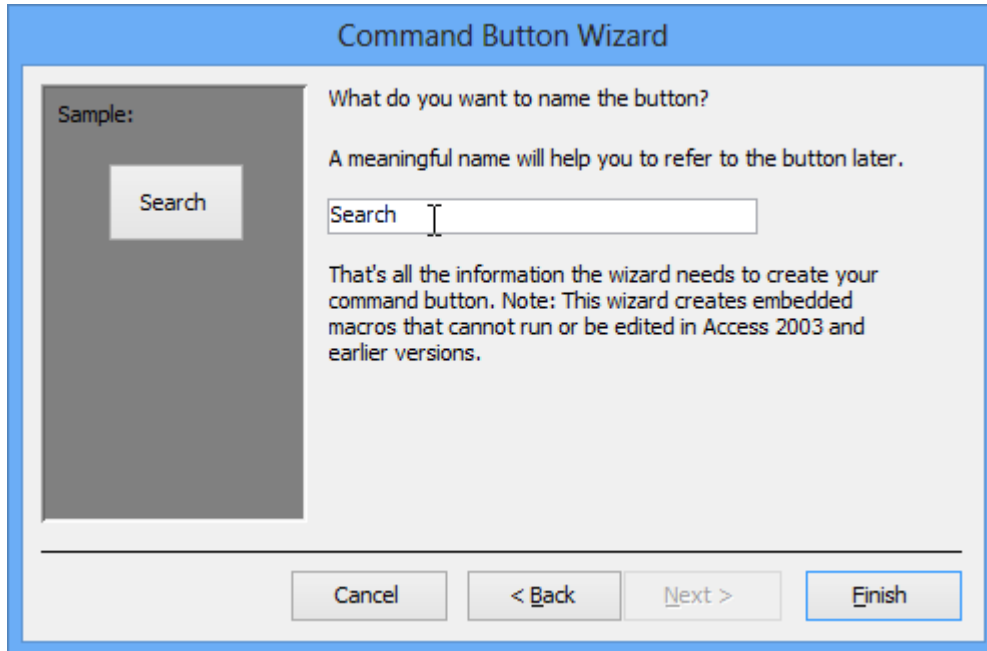 Command Button Wizard
Sample:
Search
What do you want to name the button?
A meaningful name will help you to refer to the button later.
Search
That's all the information the wizard needs to create your
command button. Note: This wizard creates embedded
macros that cannot run or be edited in Access 2003 and
earlier versions.
Cancel
< Back
Next >
Finish